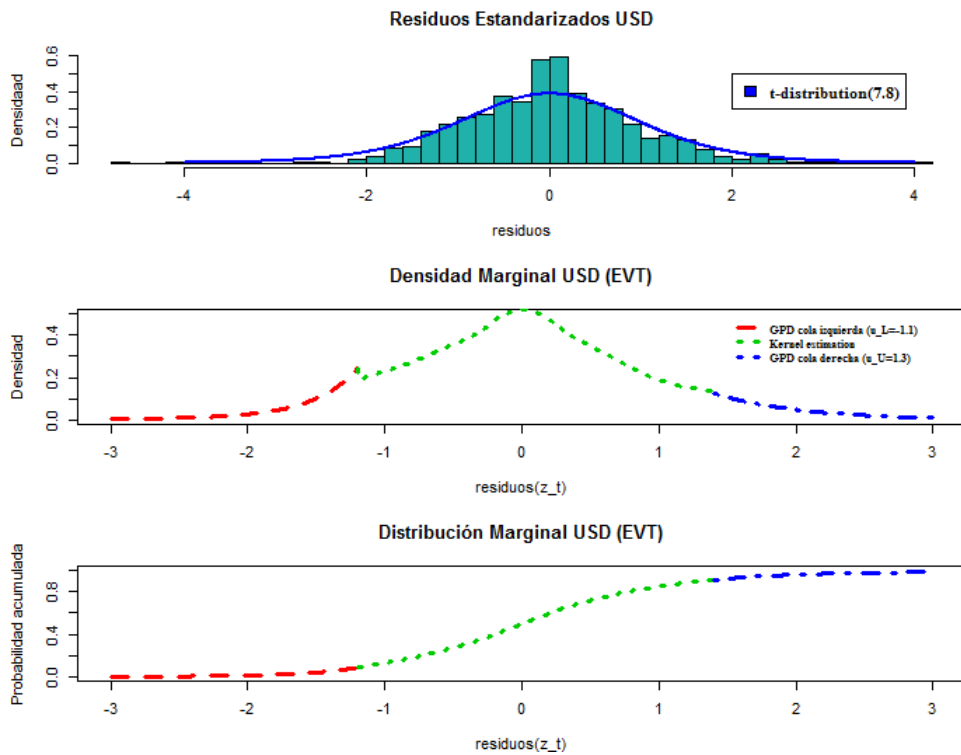 Residuos Estandarizados USD
Densidaad
0.0 0.2 0.4 0.6
t-distribution(7.8)
-4 -2 0 2 4
residuos
Densidad Marginal USD (EVT)
Densidad
0.0 0.2 0.4
GPD cola izquierda (u_L=-1.1)
Kernel estimation
GPD cola derecha (u_U=1.3)
-3 -2 -1 0 1 2 3
residuos(z_t)
Distribución Marginal USD (EVT)
Probabilidad acumulada
0.0 0.4 0.8
-3 -2 -1 0 1 2 3
residuos(z_t)